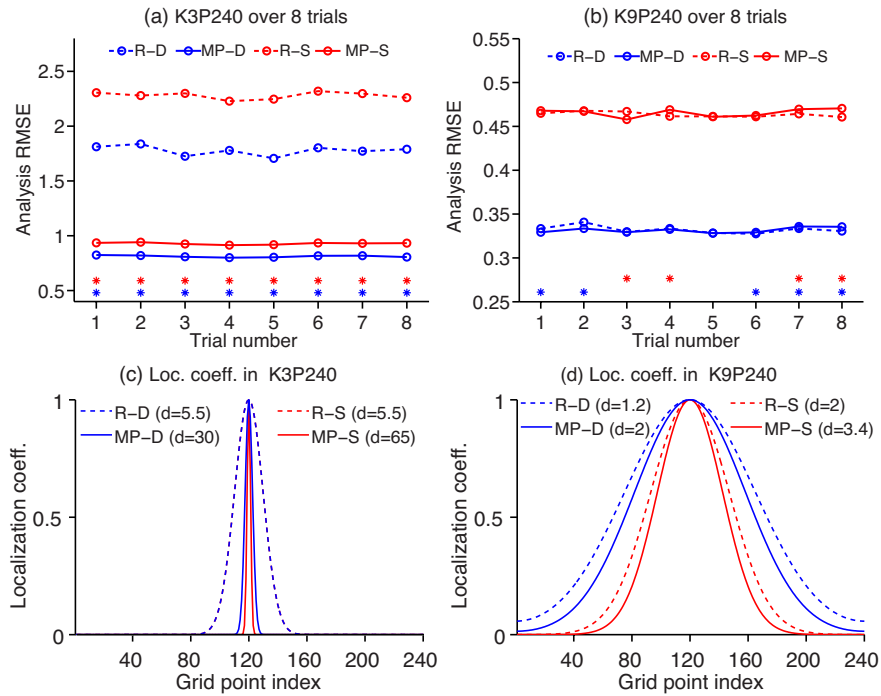 (a) K3P240 over 8 trials
R−D MP−D R−S MP−S
Analysis RMSE
2.5
2
1.5
1
0.5
1 2 3 4 5 6 7 8
Trial number
(b) K9P240 over 8 trials
R−D MP−D R−S MP−S
Analysis RMSE
0.55
0.5
0.45
0.4
0.35
0.3
0.25
1 2 3 4 5 6 7 8
Trial number
(c) Loc. coeff. in K3P240
R−D (d=5.5) R−S (d=5.5)
MP−D (d=30) MP−S (d=65)
Localization coeff.
1
0.5
0
40 80 120 160 200 240
Grid point index
(d) Loc. coeff. in K9P240
R−D (d=1.2) R−S (d=2)
MP−D (d=2) MP−S (d=3.4)
Localization coeff.
1
0.5
0
40 80 120 160 200 240
Grid point index